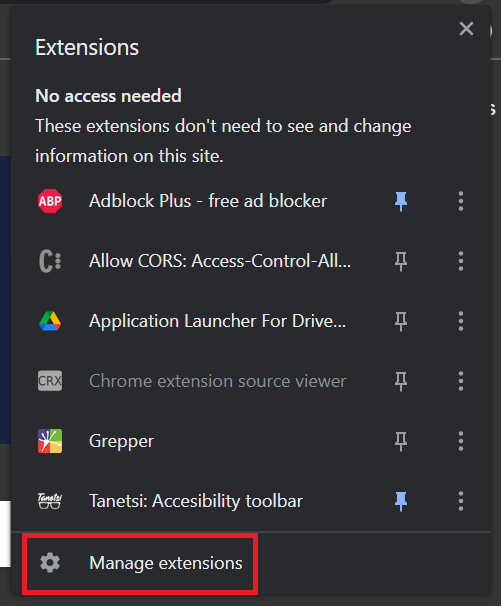 Extensions
No access needed
These extensions don't need to see and change
information on this site.
ABP Adblock Plus - free ad blocker
Allow CORS: Access-Control-All...
Application Launcher For Drive...
CRX Chrome extension source viewer
Grepper
Tanetsi Tanetsi: Accesibility toolbar
Manage extensions